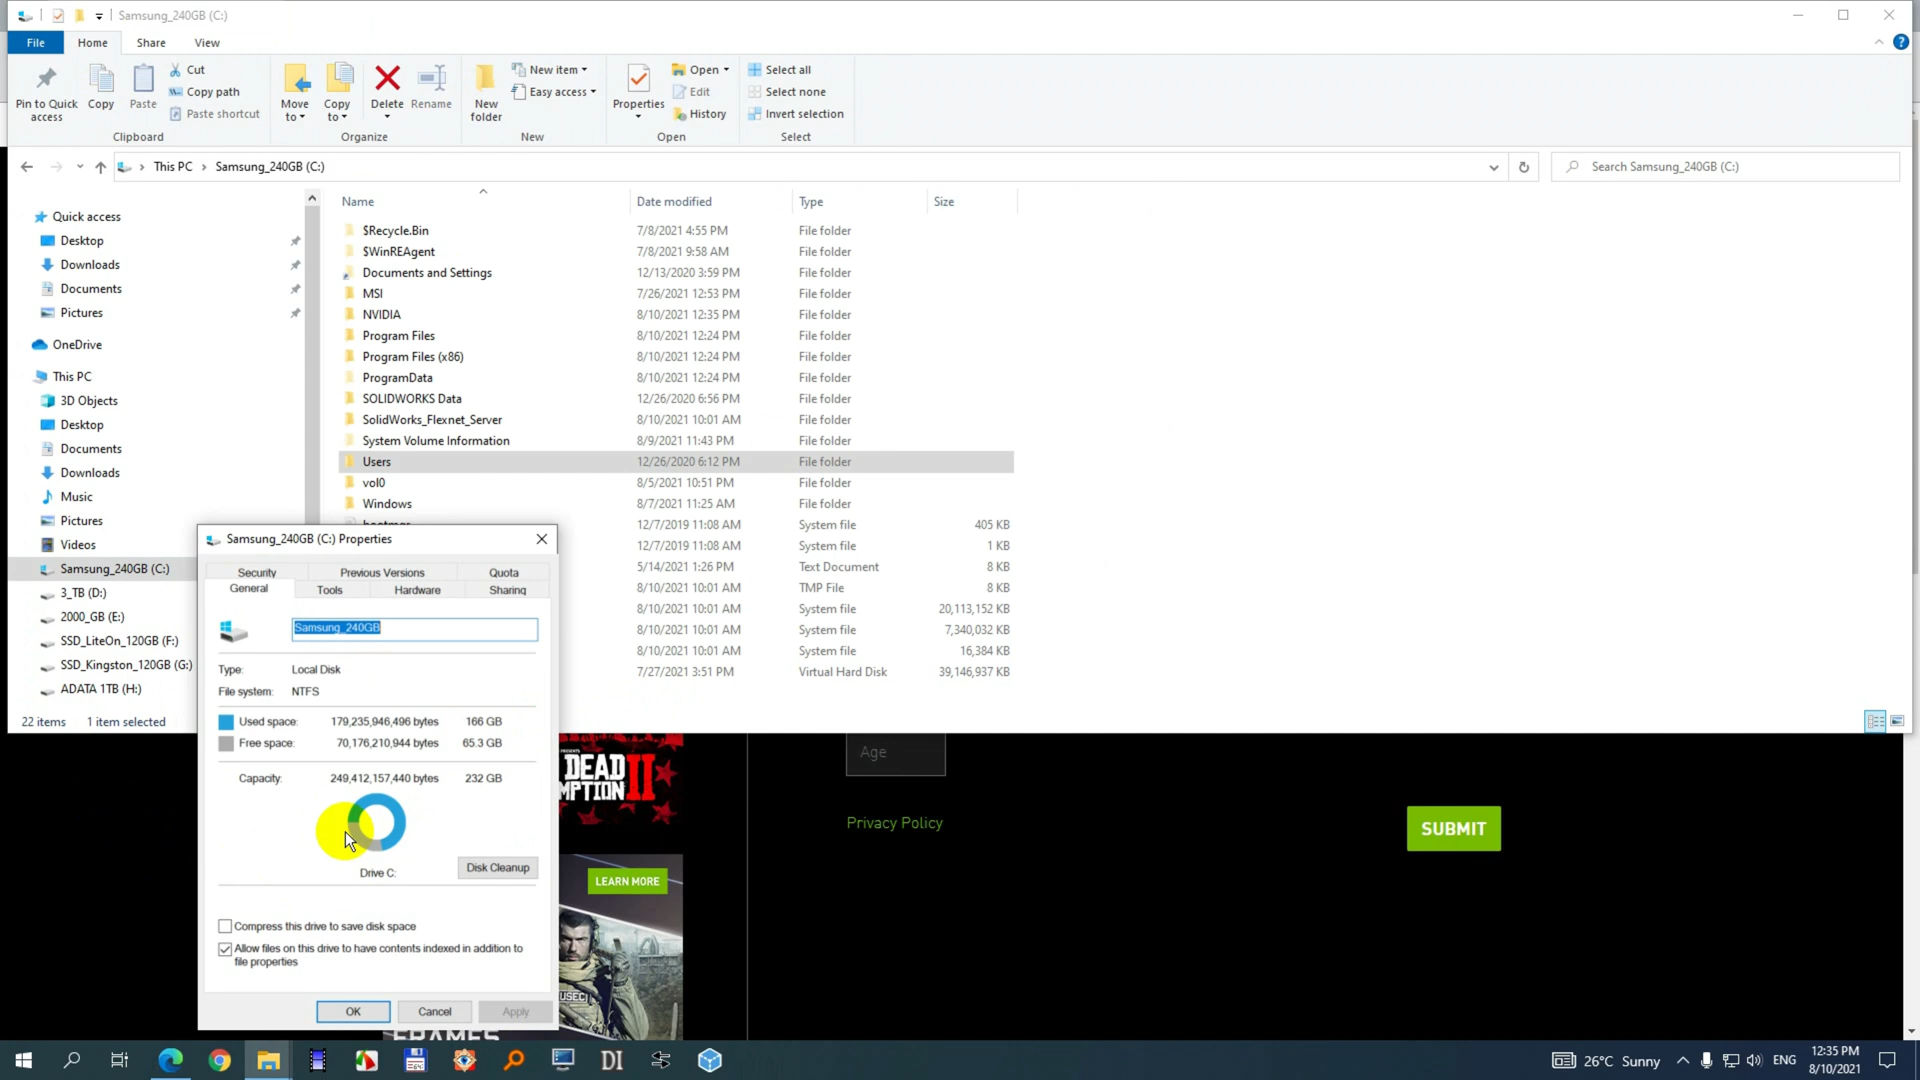 Samsung_240GB (C:)
File Home Share View
Pin to Quick access
Copy
Paste
Cut
Copy path
Paste shortcut
Clipboard
Move to
Copy to
Delete
Rename
Organize
New folder
New item
Easy access
New
Properties
Open
Edit
History
Open
Select all
Select none
Invert selection
Select
This PC › Samsung_240GB (C:)
Search Samsung_240GB (C:)
Quick access
Desktop
Downloads
Documents
Pictures
OneDrive
This PC
3D Objects
Desktop
Documents
Downloads
Music
Pictures
Videos
Samsung_240GB (C:)
3_TB (D:)
2000_GB (E:)
SSD_LiteOn_120GB (F:)
SSD_Kingston_120GB (G:)
ADATA 1TB (H:)
Name Date modified Type Size
$Recycle.Bin 7/8/2021 4:55 PM File folder
$WinREAgent 7/8/2021 9:58 AM File folder
Documents and Settings 12/13/2020 3:59 PM File folder
MSI 7/26/2021 12:53 PM File folder
NVIDIA 8/10/2021 12:35 PM File folder
Program Files 8/10/2021 12:24 PM File folder
Program Files (x86) 8/10/2021 12:24 PM File folder
ProgramData 8/10/2021 12:24 PM File folder
SOLIDWORKS Data 12/26/2020 6:56 PM File folder
SolidWorks_Flexnet_Server 8/10/2021 10:01 AM File folder
System Volume Information 8/9/2021 11:43 PM File folder
Users 12/26/2020 6:12 PM File folder
vol0 8/5/2021 10:51 PM File folder
Windows 8/7/2021 11:25 AM File folder
12/7/2019 11:08 AM System file 405 KB
12/7/2019 11:08 AM System file 1 KB
5/14/2021 1:26 PM Text Document 8 KB
8/10/2021 10:01 AM TMP File 8 KB
8/10/2021 10:01 AM System file 20,113,152 KB
8/10/2021 10:01 AM System file 7,340,032 KB
8/10/2021 10:01 AM System file 16,384 KB
7/27/2021 3:51 PM Virtual Hard Disk 39,146,937 KB
22 items 1 item selected
Samsung_240GB (C:) Properties
Security Previous Versions Quota
General Tools Hardware Sharing
Samsung_240GB
Type: Local Disk
File system: NTFS
Used space: 179,235,946,496 bytes 166 GB
Free space: 70,176,210,944 bytes 65.3 GB
Capacity: 249,412,157,440 bytes 232 GB
Drive C:
Disk Cleanup
Compress this drive to save disk space
Allow files on this drive to have contents indexed in addition to
file properties
OK Cancel Apply
DEAD
MPTION II
LEARN MORE
USEC
Age
Privacy Policy
SUBMIT
DI
26°C Sunny
ENG
12:35 PM
8/10/2021